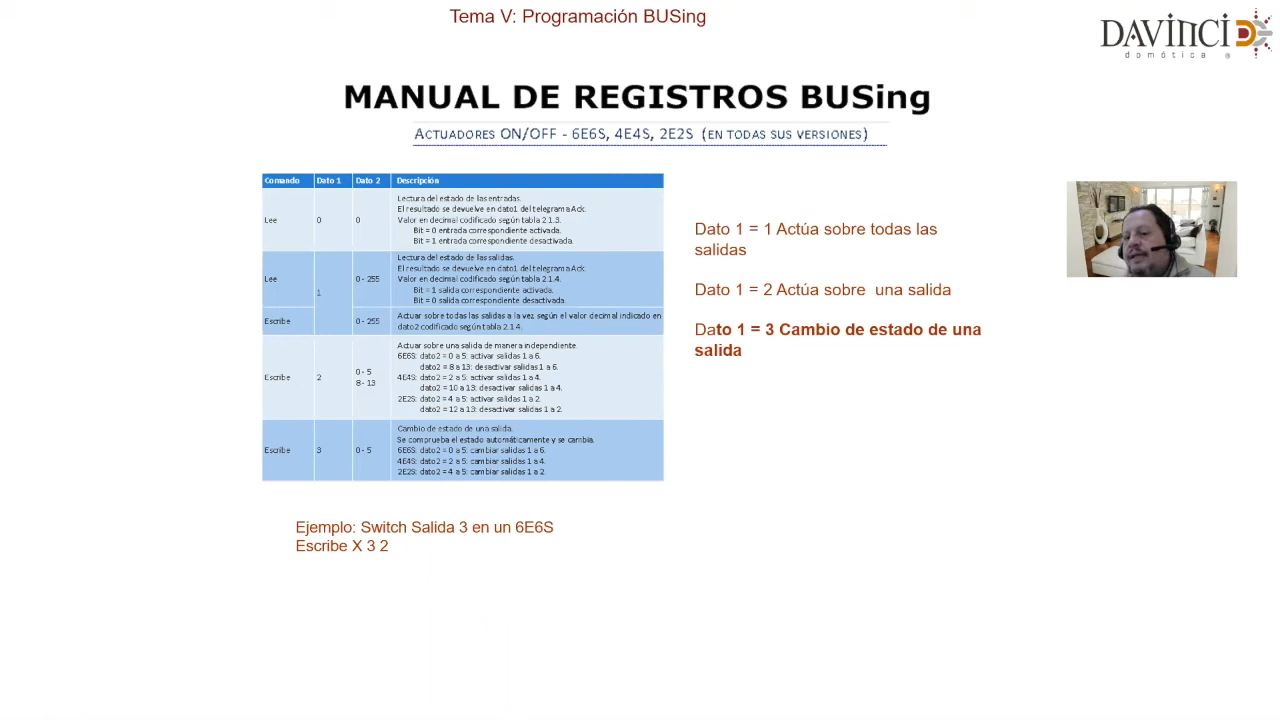 Tema V: Programación BUSing
DAVINCI
domótica ®
MANUAL DE REGISTROS BUSing
ACTUADORES ON/OFF - 6E6S, 4E4S, 2E2S (EN TODAS SUS VERSIONES)
Comando Dato 1 Dato 2 Descripción
Lectura del estado de las entradas.
El resultado se devuelve en dato1 del telegrama Ack.
Lee 0 0 Valor en decimal codificado según tabla 2.1.3.
Bit = 0 entrada correspondiente activada.
Bit = 1 entrada correspondiente desactivada.
Lectura del estado de las salidas.
El resultado se devuelve en dato1 del telegrama Ack
Lee 1 0 - 255 Valor en decimal codificado según tabla 2.1.4.
Bit = 1 salida correspondiente activada.
Bit = 0 salida correspondiente desactivada
Escribe 0 - 255 Actuar sobre todas las salidas a la vez según el valor decimal indicado en
dato2 codificado según tabla 2.1.4.
Actuar sobre una salida de manera independiente.
6E6S: dato2 = 0 a 5: activar salidas 1 a 6.
dato2 = 8 a 13: desactivar salidas 1 a 6.
Escribe 2 0 - 5 8 - 13 4E4S: dato2 = 2 a 5: activar salidas 1 a 4.
dato2 = 10 a 13: desactivar salidas 1 a 4.
2E2S: dato2 = 4 a 5: activar salidas 1 a 2.
dato2 = 12 a 13: desactivar salidas 1 a 2.
Cambio de estado de una salida.
Se comprueba el estado automáticamente y se cambia.
Escribe 3 0 - 5 6E6S: dato2 = 0 a 5: cambiar salidas 1 a 6.
4E4S: dato2 = 2 a 5: cambiar salidas 1 a 4.
2E2S: dato2 = 4 a 5: cambiar salidas 1 a 2.
Dato 1 = 1 Actúa sobre todas las
salidas
Dato 1 = 2 Actúa sobre una salida
Dato 1 = 3 Cambio de estado de una
salida
Ejemplo: Switch Salida 3 en un 6E6S
Escribe X 3 2